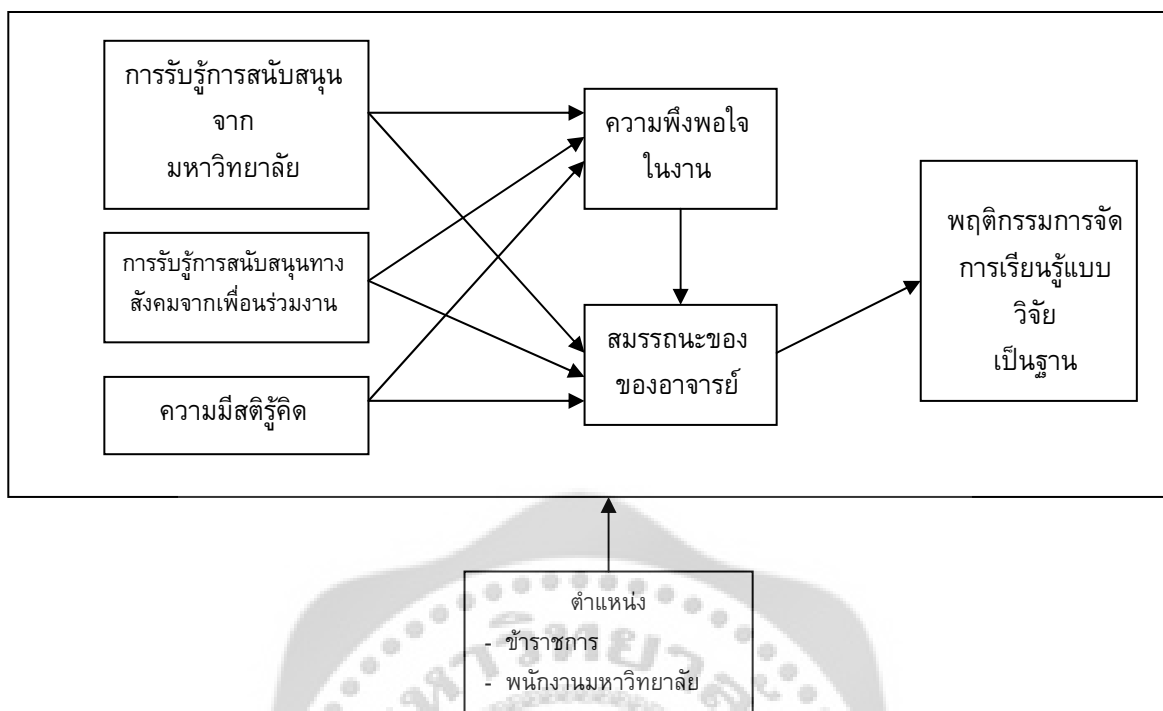 การรับรู้การสนับสนุน
จาก
มหาวิทยาลัย
การรับรู้การสนับสนุนทาง
สังคมจากเพื่อนร่วมงาน
ความมีสติรู้คิด
ความพึงพอใจ
ในงาน
สมรรถนะของ
ของอาจารย์
พฤติกรรมการจัด
การเรียนรู้แบบ
วิจัย
เป็นฐาน
ตำแหน่ง
- ข้าราชการ
- พนักงานมหาวิทยาลัย